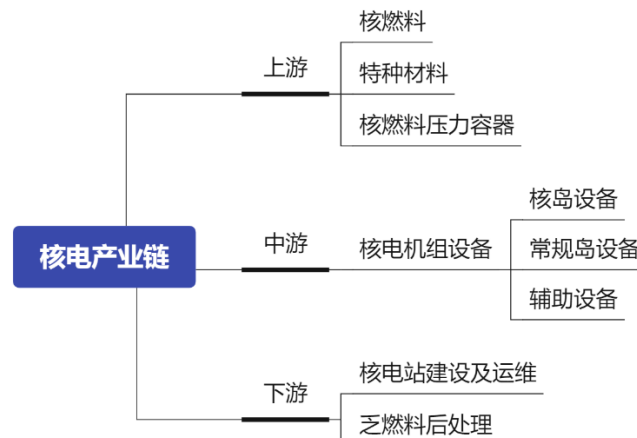 核电产业链
上游
核燃料
特种材料
核燃料压力容器
中游
核电机组设备
核岛设备
常规岛设备
辅助设备
下游
核电站建设及运维
乏燃料后处理